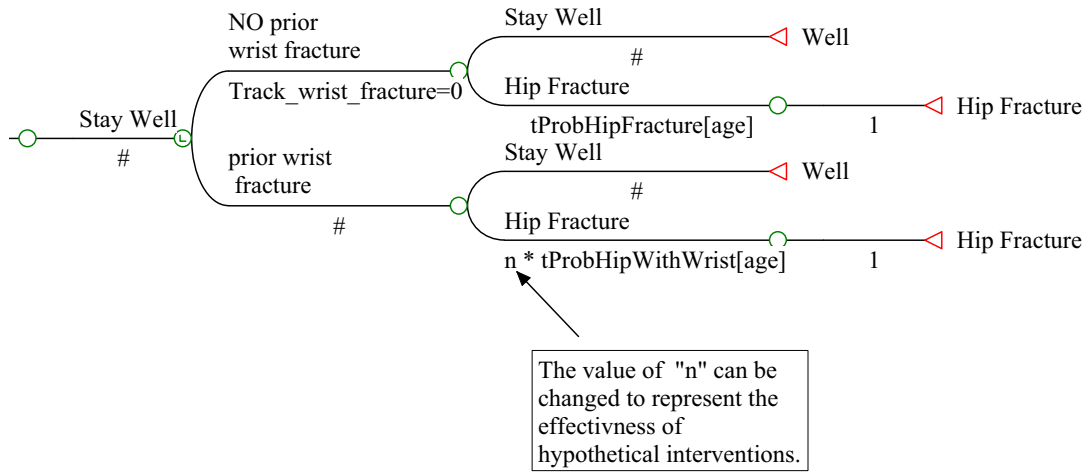 Stay Well
#
NO prior
wrist fracture
Track_wrist_fracture=0
Stay Well
#
Well
Hip Fracture
tProbHipFracture[age]
1
Hip Fracture
prior wrist
fracture
#
Stay Well
#
Well
Hip Fracture
n * tProbHipWithWrist[age]
1
Hip Fracture
L
The value of "n" can be
changed to represent the
effectivness of
hypothetical interventions.